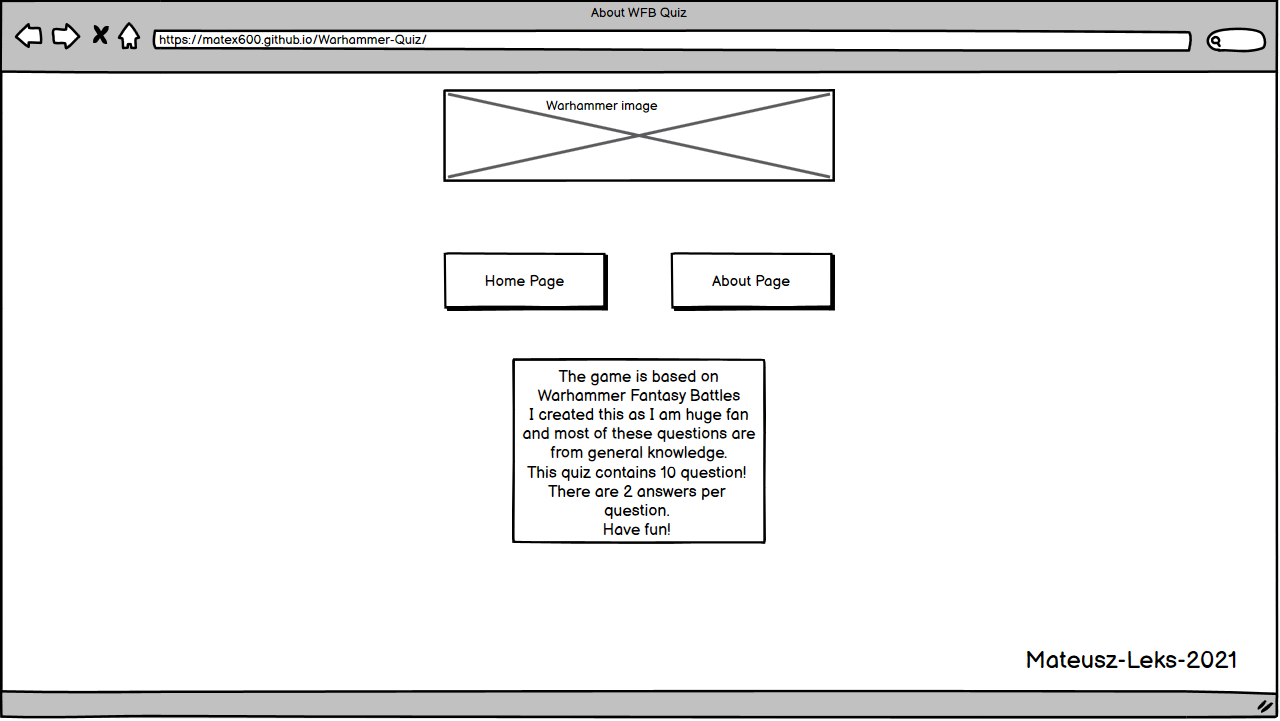 About WFB Quiz
https://matex600.github.io/Warhammer-Quiz/
Warhammer image
Home Page
About Page
The game is based on
Warhammer Fantasy Battles
I created this as I am huge fan
and most of these questions are
from general knowledge.
This quiz contains 10 question!
There are 2 answers per
question.
Have fun!
Mateusz-Leks-2021